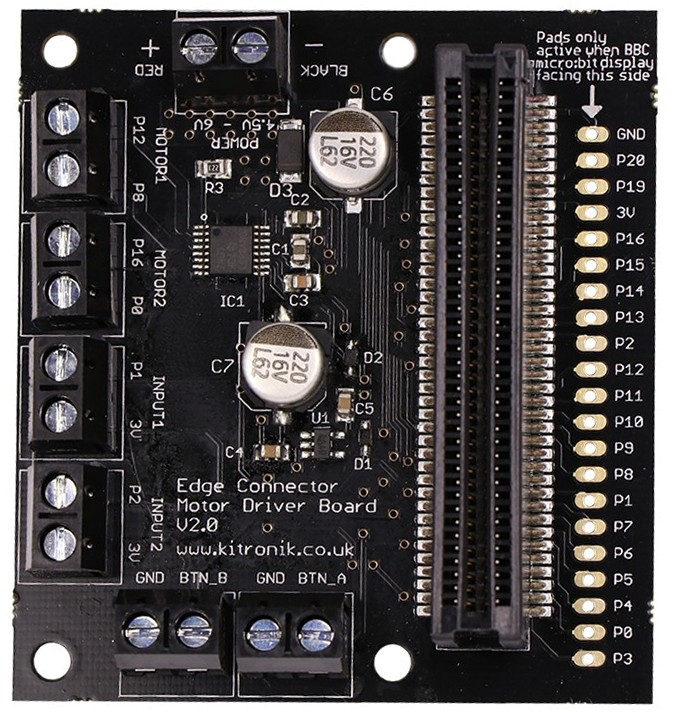 Pads only
active when BBC
micro:bit display
facing this side
+
-
RED
BLACK
4.5V - 6V
POWER
C6
220
16V
L62
P12
P8
MOTOR1
R3
D3
C2
C1
IC1
C3
P16
P0
MOTOR2
C7
220
16V
L62
D2
U1
C5
C4
D1
P1
3V
INPUT1
P2
3V
INPUT2
Edge Connector
Motor Driver Board
V2.0
www.kitronik.co.uk
GND BTN_B GND BTN_A
GND
P20
P19
3V
P16
P15
P14
P13
P2
P12
P11
P10
P9
P8
P1
P7
P6
P5
P4
P0
P3